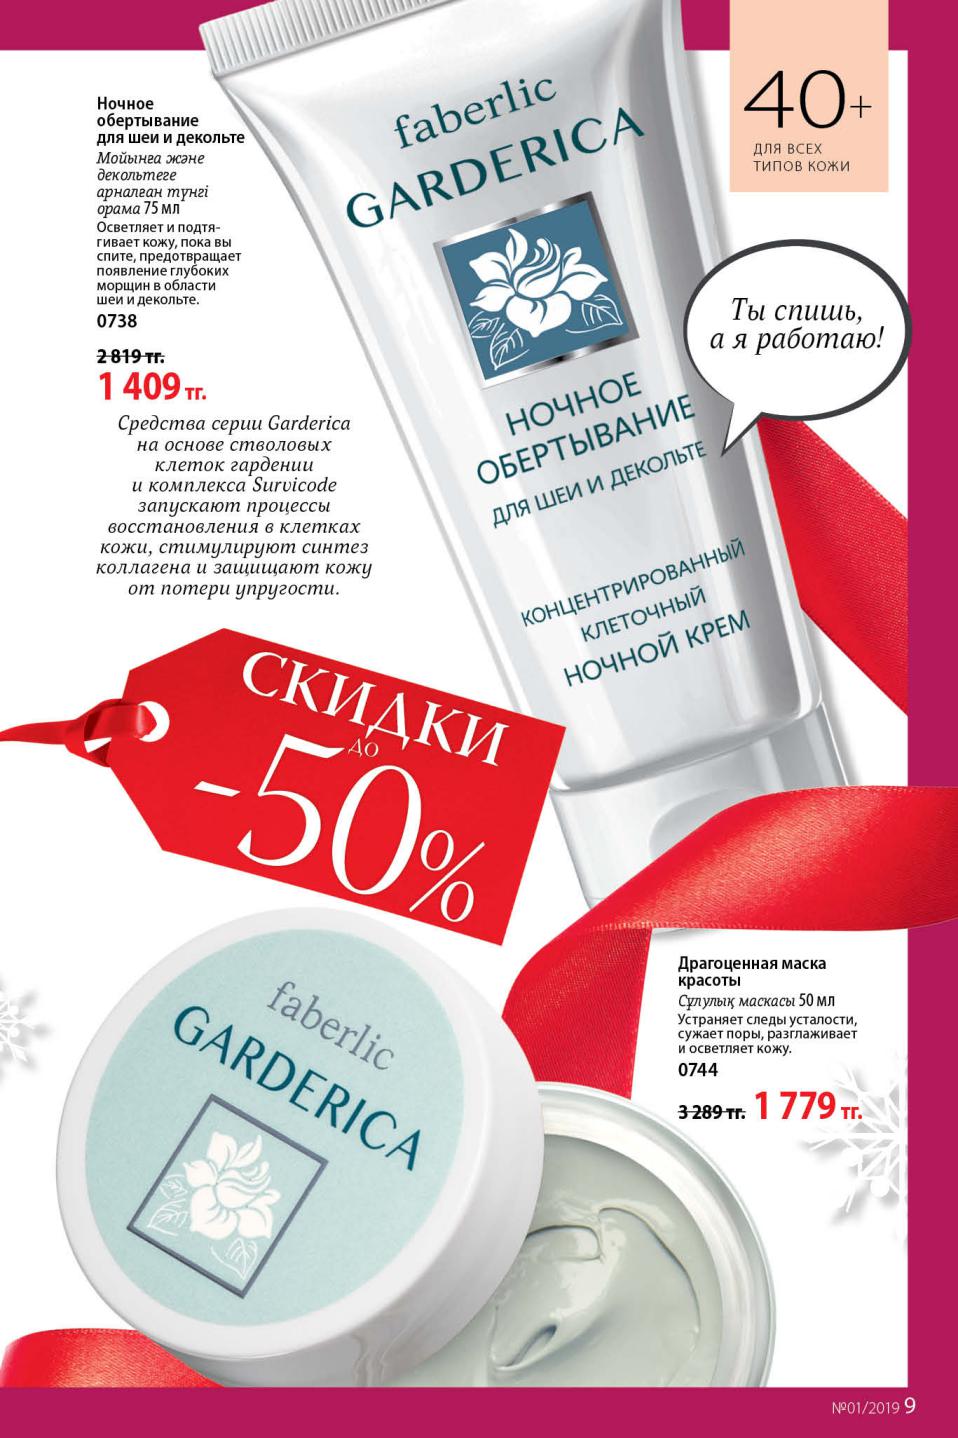 Ночное
обертывание
для шеи и декольте
Мойынга және
декольтеге
арналған түнгі
орама 75 мл
Осветляет и подтя-
гивает кожу, пока вы
спите, предотвращает
появление глубоких
морщин в области
шеи и декольте.
0738
2 819 тг.
1 409 тг.
Средства серии Garderica
на основе стволовых
клеток гардении
и комплекса Survicode
запускают процессы
восстановления в клетках
кожи, стимулируют синтез
коллагена и защищают кожу
от потери упругости.
faberlic
GARDERICA
НОЧНОЕ
ОБЕРТЫВАНИЕ
ДЛЯ ШЕИ И ДЕКОЛЬТЕ
КОНЦЕНТРИРОВАННЫЙ
КЛЕТОЧНЫЙ
НОЧНОЙ КРЕМ
40+
ДЛЯ ВСЕХ
ТИПОВ КОЖИ
Ты спишь,
а я работаю!
СКИДКИ
ДО
-50%
faberlic
GARDERICA
Драгоценная маска
красоты
Сұлулық маскасы 50 мл
Устраняет следы усталости,
сужает поры, разглаживает
и осветляет кожу.
0744
3 289 тг. 1 779 тг.
№01/2019 9